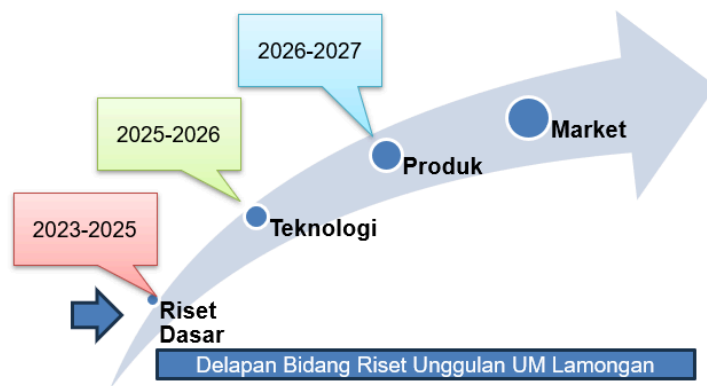 2026-2027
2025-2026
2023-2025
Market
Produk
Teknologi
Riset
Dasar
Delapan Bidang Riset Unggulan UM Lamongan